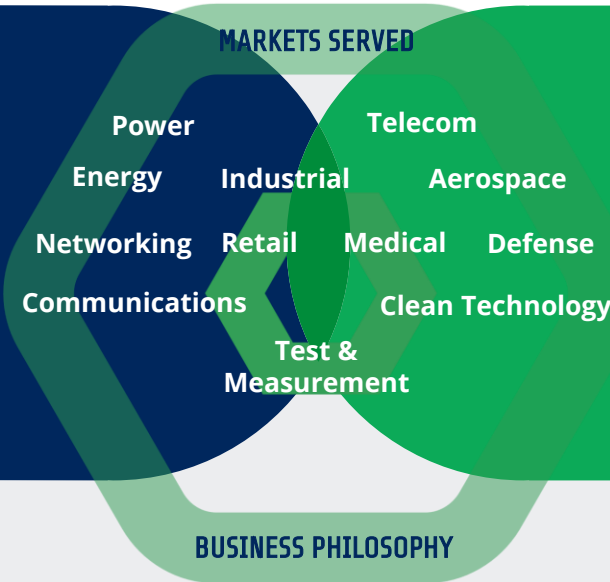 MARKETS SERVED
Power
Telecom
Energy
Industrial
Aerospace
Networking
Retail
Medical
Defense
Communications
Clean Technology
Test &
Measurement
BUSINESS PHILOSOPHY